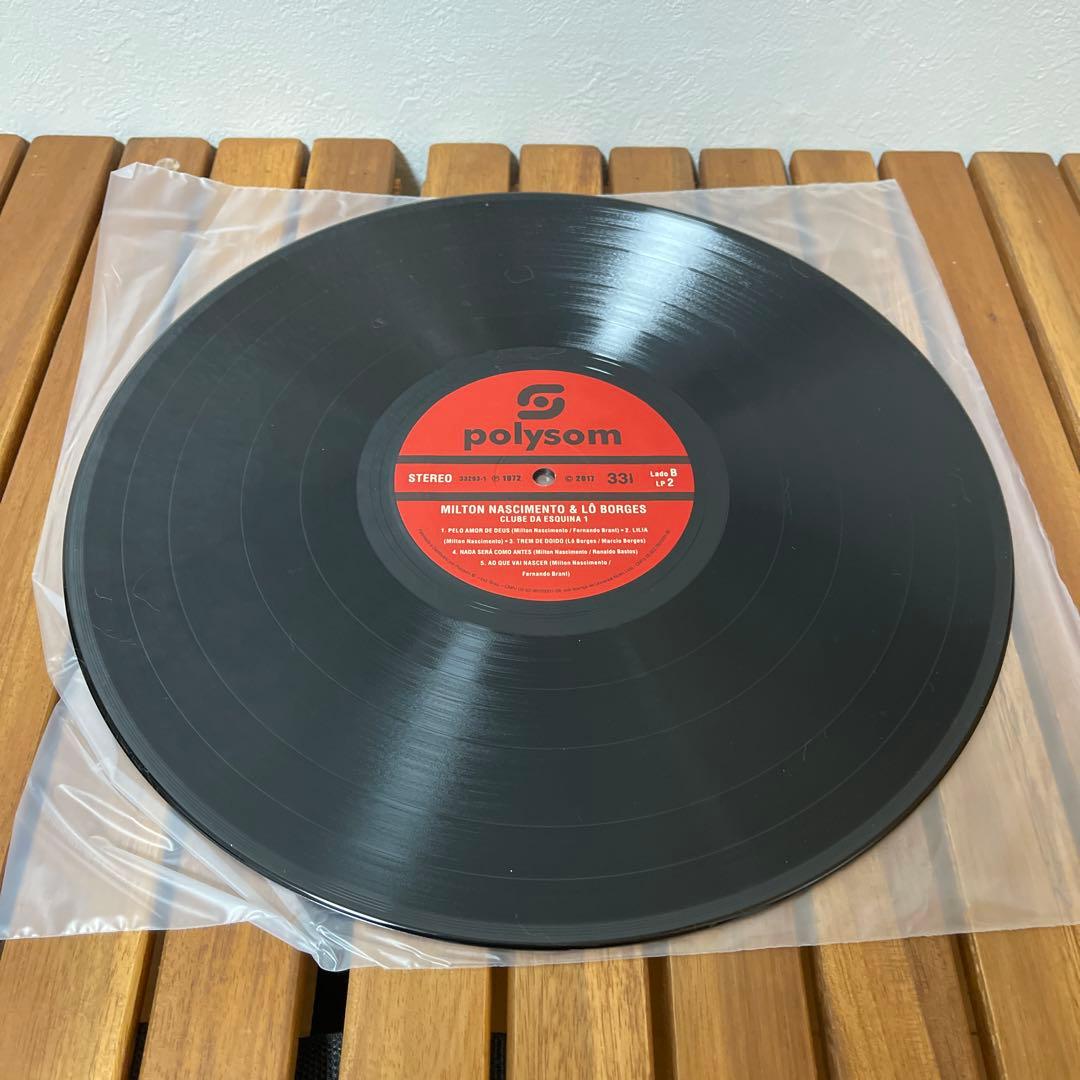 polysom
STEREO 33293-1 ℗ 1972 © 2017 33 Lado B
LP 2
MILTON NASCIMENTO & LÔ BORGES
CLUBE DA ESQUINA 1
1. PELO AMOR DE DEUS (Milton Nascimento / Fernando Brant) • 2. LILIA
(Milton Nascimento) • 3. TREM DE DOIDO (Lô Borges / Marcio Borges)
4. NADA SERÁ COMO ANTES (Milton Nascimento / Ronaldo Bastos)
5. AO QUE VAI NASCER (Milton Nascimento /
Fernando Brant)